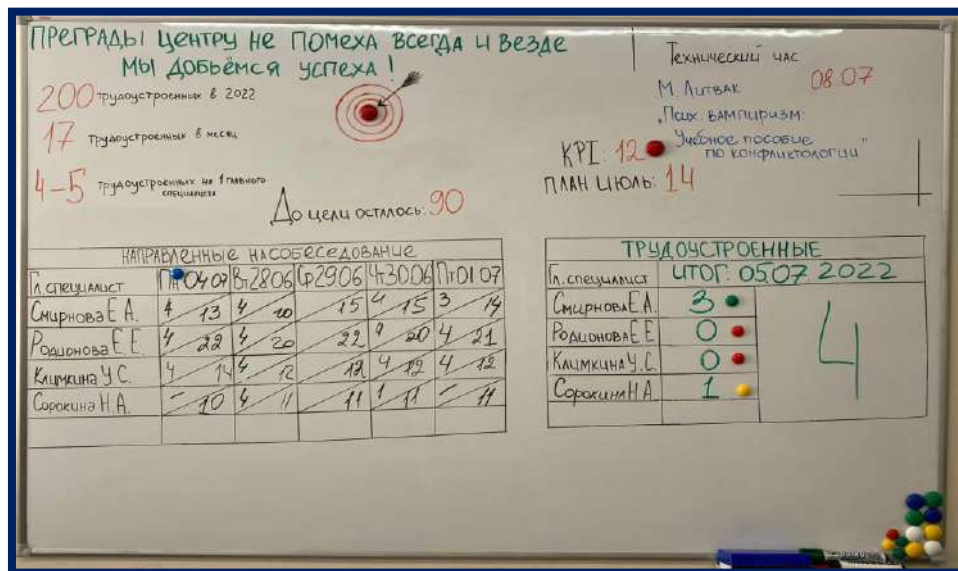 ПРЕГРАДЫ ЦЕНТРУ НЕ ПОМЕХА ВСЕГДА И ВЕЗДЕ
МЫ ДОБЬЁМСЯ УСПЕХА!
200 трудоустроенных в 2022
17 трудоустроенных в месяц
4-5 трудоустроенных на 1 главного
специалиста
До цели осталось: 90
Технический час
08.07
М. Литвак
"Псих. вампиризм:
Учебное пособие
по конфликтологии"
KPI: 12
ПЛАН ИЮЛЬ: 14
НАПРАВЛЕННЫЕ НА СОБЕСЕДОВАНИЕ
Гл. специалист Пн 04 07 Вт 28 06 Ср 29 06 Чт 30 06 Пт 01 07
Смирнова Е.А. 4/13 4/20 /15 4/15 3/14
Родионова Е.Е. 4/22 4/20 /22 /20 4/21
Климкина У.С. 4/14 4/12 /12 4/12 4/12
Сорокина Н.А. -/10 4/11 /11 1/11 -/11
ТРУДОУСТРОЕННЫЕ
Гл. специалист ИТОГ: 05.07 2022
Смирнова Е.А. 3
Родионова Е.Е 0
Климкина У.С. 0
Сорокина Н.А. 1
4